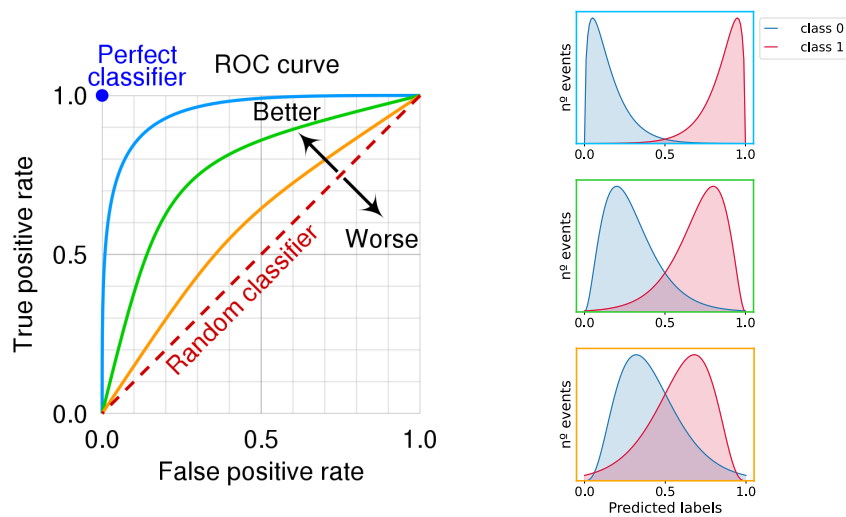 Perfect
classifier
ROC curve
1.0
Better
Worse
Random classifier
0.5
0.0
True positive rate
0.0 0.5 1.0
False positive rate
class 0
class 1
nº events
0.0 0.5 1.0
nº events
0.0 0.5 1.0
nº events
0.0 0.5 1.0
Predicted labels